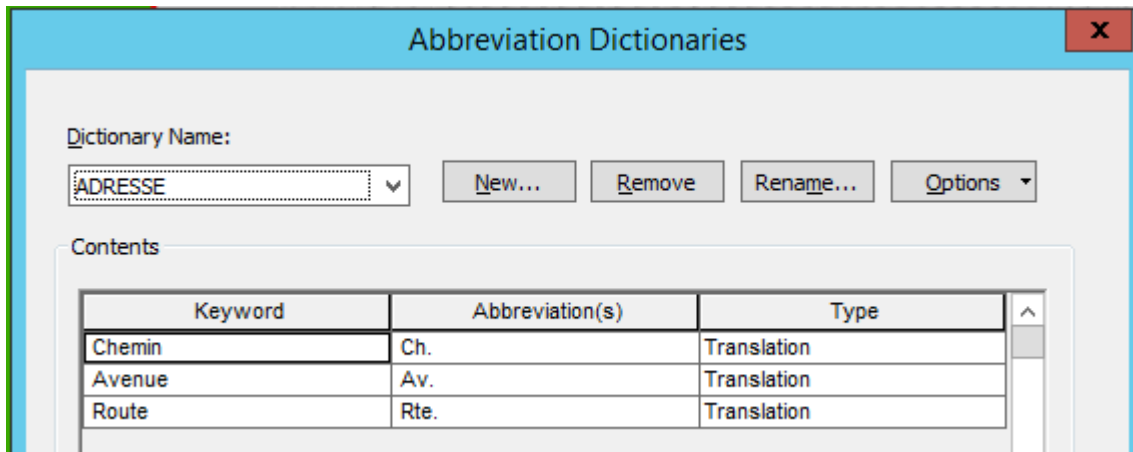 Abbreviation Dictionaries
x
Dictionary Name:
ADRESSE New... Remove Rename... Options
Contents
Keyword Abbreviation(s) Type
Chemin Ch. Translation
Avenue Av. Translation
Route Rte. Translation